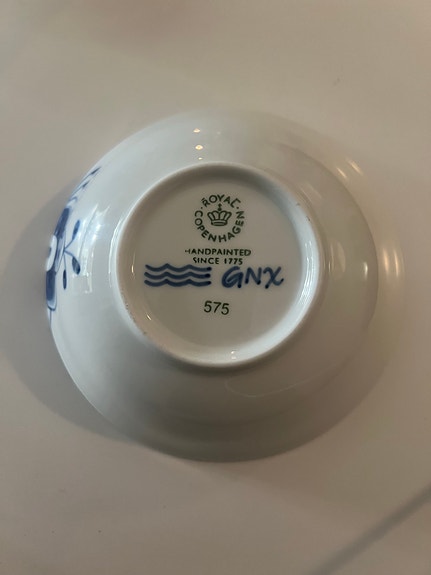 ROYAL
COPENHAGEN
HANDPAINTED
SINCE 1775
GNX
575